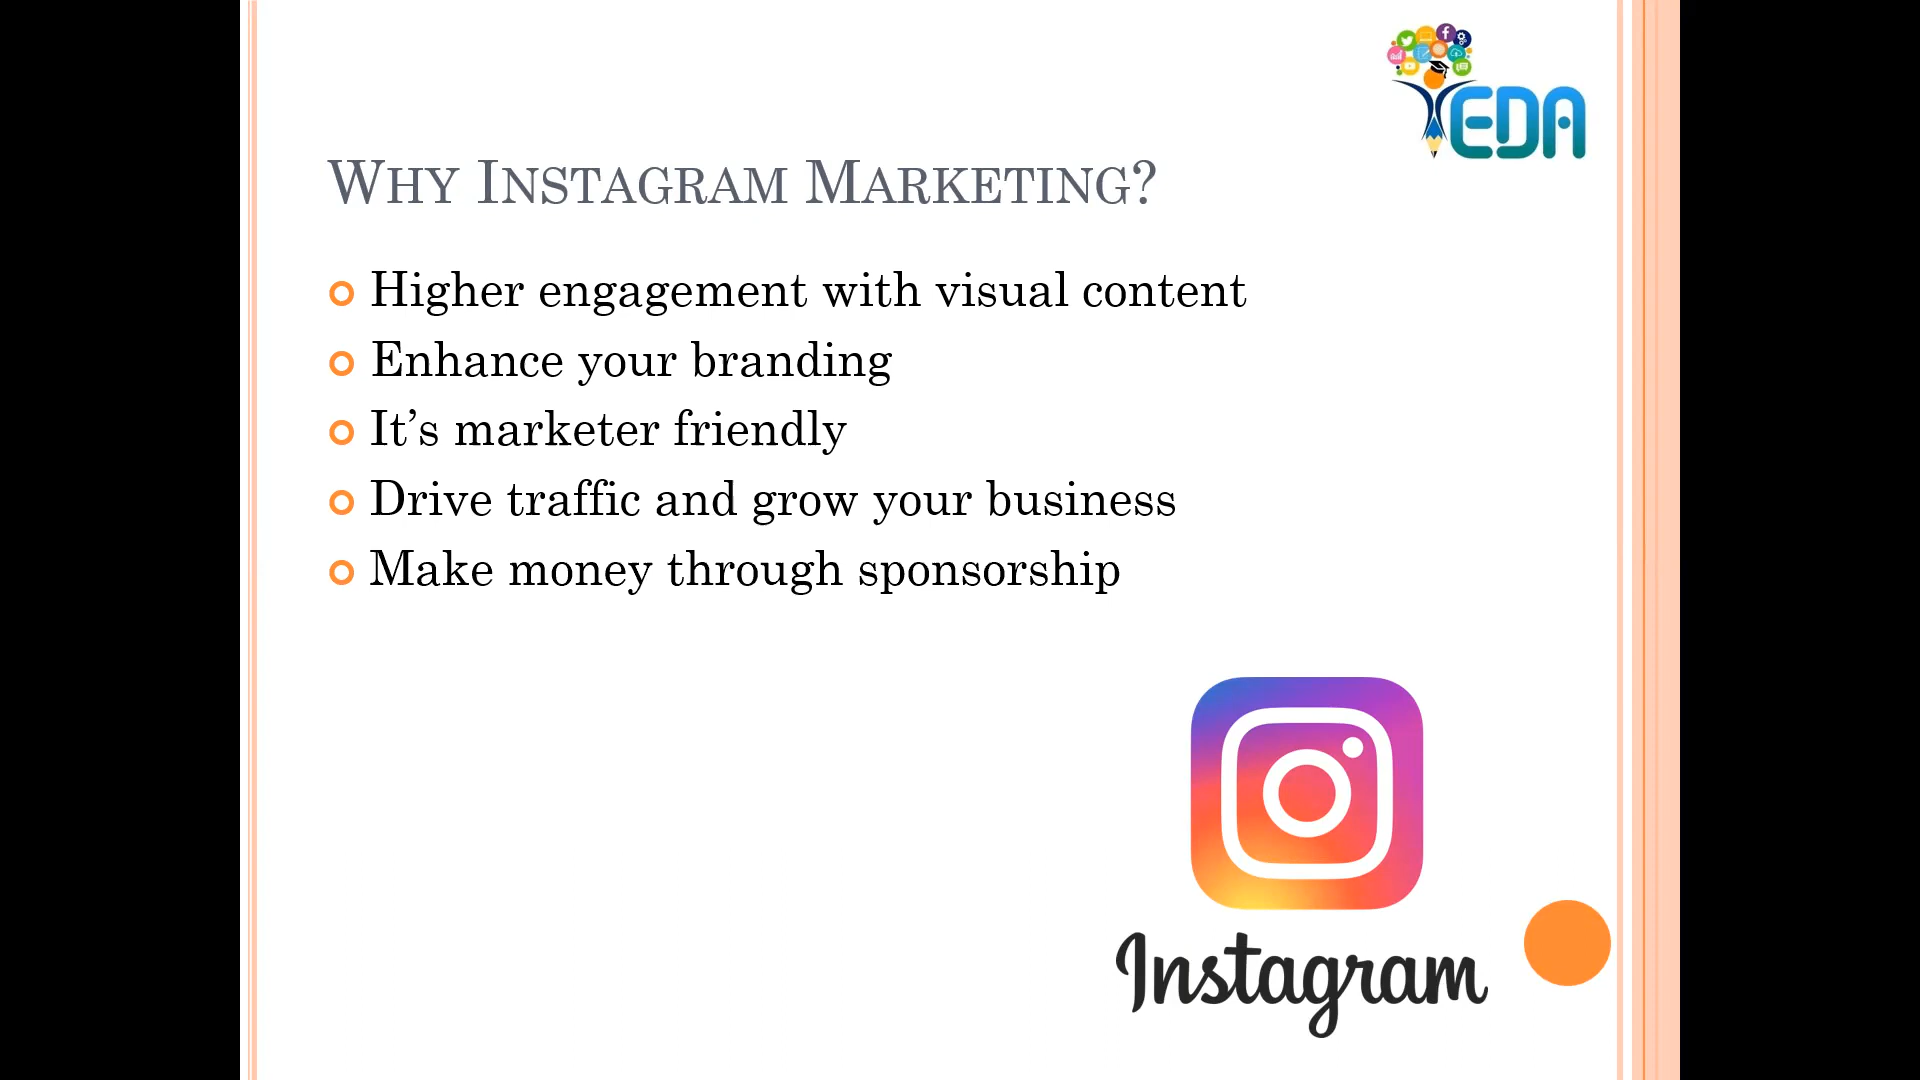 EDA
WHY INSTAGRAM MARKETING?
Higher engagement with visual content
Enhance your branding
It’s marketer friendly
Drive traffic and grow your business
Make money through sponsorship
Instagram